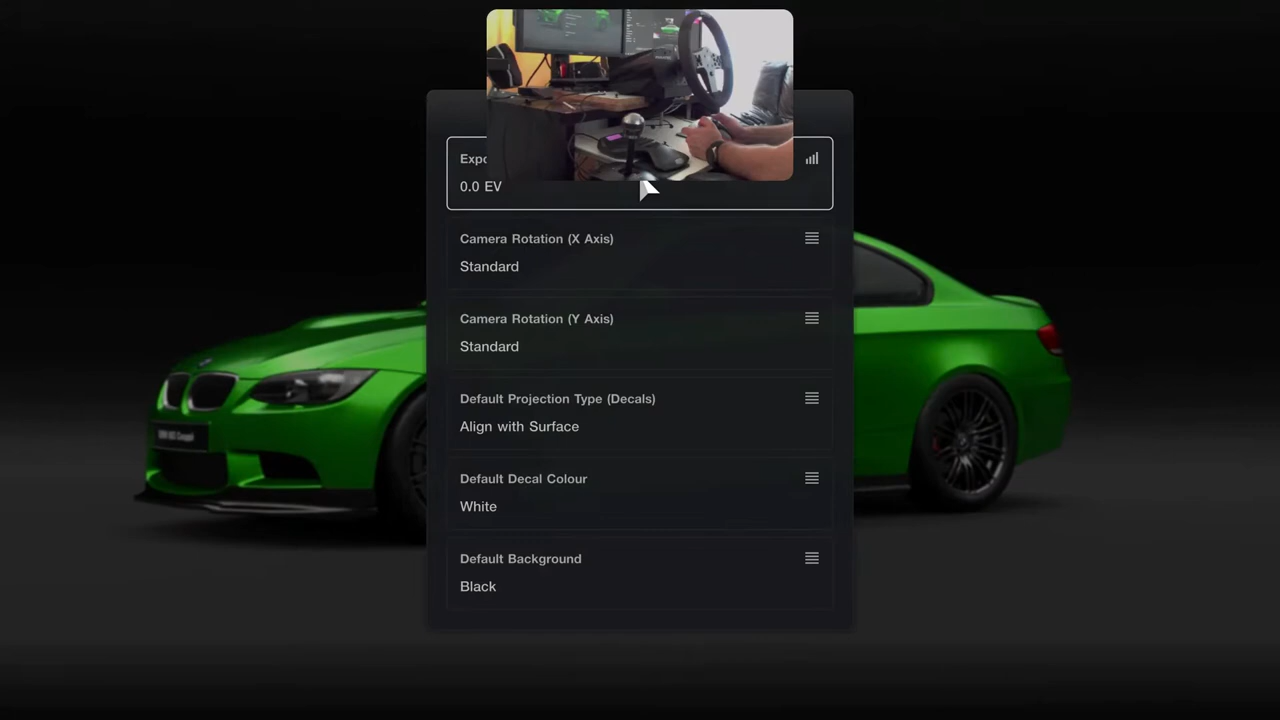 Expo
0.0 EV
Camera Rotation (X Axis)
Standard
Camera Rotation (Y Axis)
Standard
Default Projection Type (Decals)
Align with Surface
Default Decal Colour
White
Default Background
Black